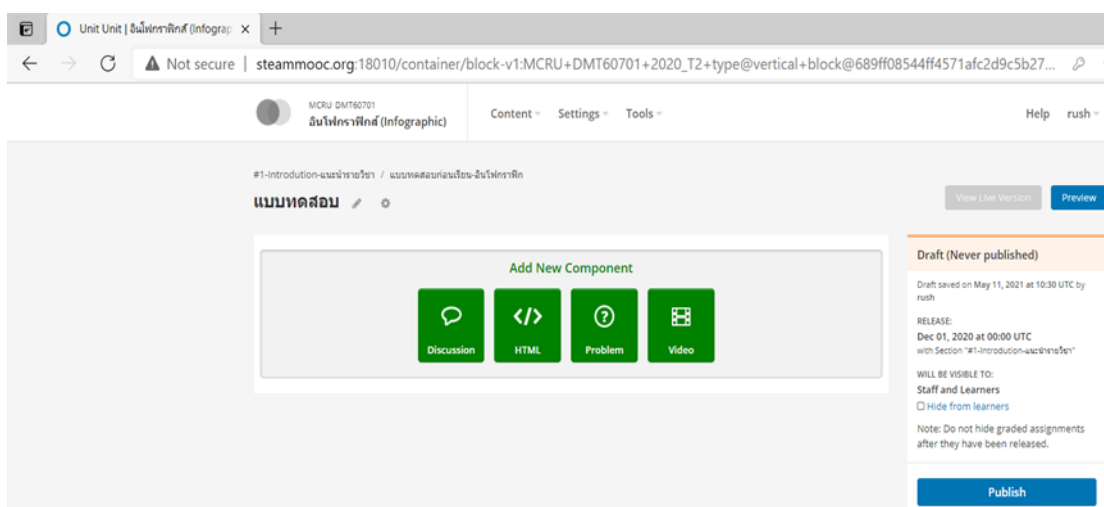 Unit Unit | อินโฟกราฟิกส์ (Infograp
Not secure | steammooc.org:18010/container/block-v1:MCRU+DMT60701+2020_T2+type@vertical+block@689ff08544ff4571afc2d9c5b27...
MCRU DMT60701
อินโฟกราฟิกส์ (Infographic)
Content
Settings
Tools
Help
rush
#1-Introdution-แนะนำรายวิชา / แบบทดสอบก่อนเรียน-อินโฟกราฟิก
แบบทดสอบ
View Live Version
Preview
Add New Component
Discussion
HTML
Problem
Video
Draft (Never published)
Draft saved on May 11, 2021 at 10:30 UTC by
rush
RELEASE:
Dec 01, 2020 at 00:00 UTC
with Section "#1-Introdution-แนะนำรายวิชา"
WILL BE VISIBLE TO:
Staff and Learners
Hide from learners
Note: Do not hide graded assignments
after they have been released.
Publish